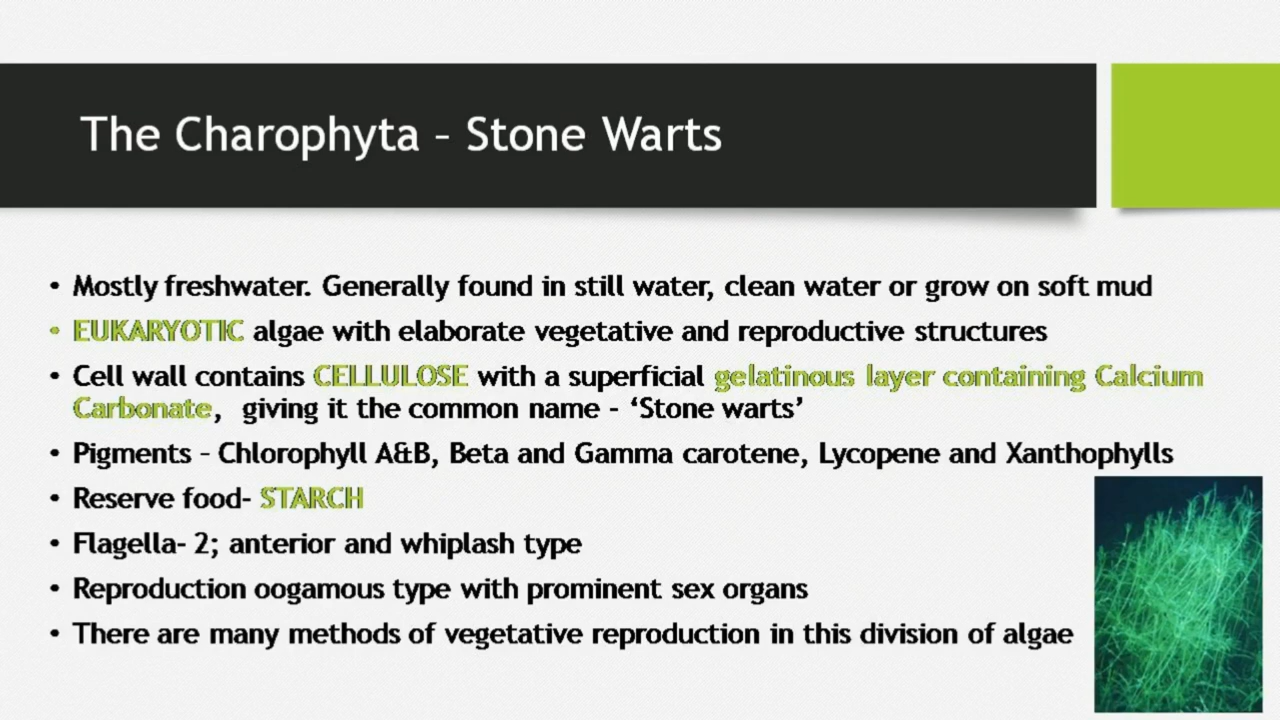 The Charophyta – Stone Warts
• Mostly freshwater. Generally found in still water, clean water or grow on soft mud
• EUKARYOTIC algae with elaborate vegetative and reproductive structures
• Cell wall contains CELLULOSE with a superficial gelatinous layer containing Calcium
Carbonate, giving it the common name - ‘Stone warts’
• Pigments – Chlorophyll A&B, Beta and Gamma carotene, Lycopene and Xanthophylls
• Reserve food- STARCH
• Flagella- 2; anterior and whiplash type
• Reproduction oogamous type with prominent sex organs
• There are many methods of vegetative reproduction in this division of algae